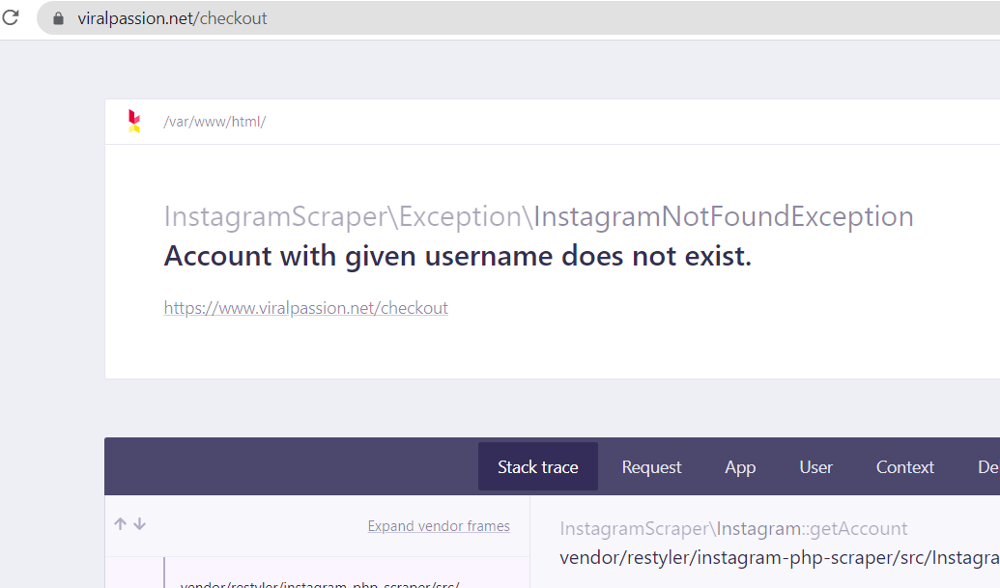 viralpassion.net/checkout
/var/www/html/
InstagramScraper\Exception\InstagramNotFoundException
Account with given username does not exist.
https://www.viralpassion.net/checkout
Stack trace Request App User Context De
Expand vendor frames
InstagramScraper\Instagram::getAccount
vendor/restyler/instagram-php-scraper/src/Instagra
vendor/restyler/instagram-php-scraper/src/